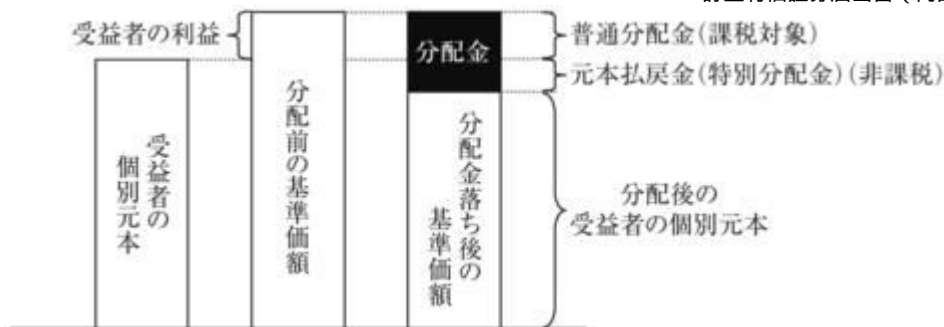 受益者の利益
分配金
普通分配金(課税対象)
元本払戻金(特別分配金)(非課税)
受益者の
個別元本
分配前の基準価額
分配金落ち後の
基準価額
分配後の
受益者の個別元本